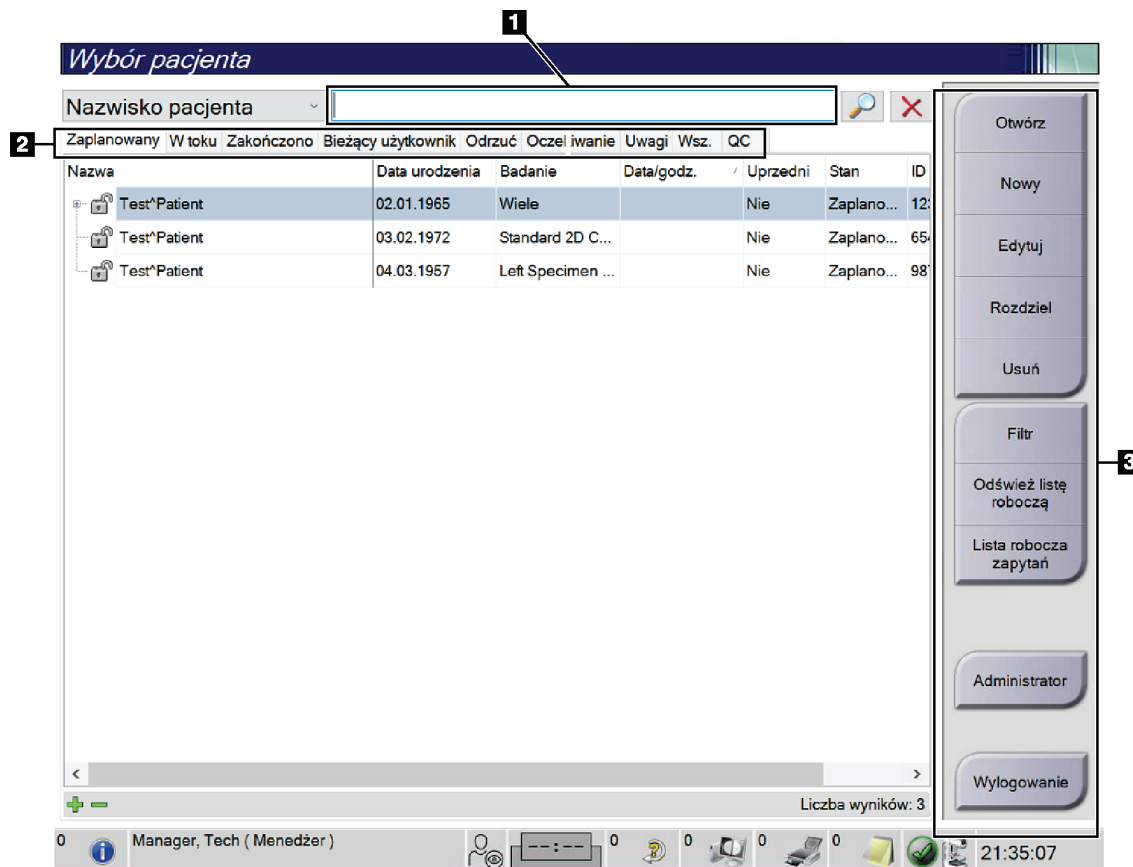 1
Wybór pacjenta
Nazwisko pacjenta
2
Zaplanowany W toku Zakończono Bieżący użytkownik Odrzuć Oczekiwanie Uwagi Wsz. QC
Nazwa Data urodzenia Badanie Data/godz. Uprzedni Stan ID
Test^Patient 02.01.1965 Wiele Nie Zaplano... 12
Test^Patient 03.02.1972 Standard 2D C... Nie Zaplano... 654
Test^Patient 04.03.1957 Left Specimen ... Nie Zaplano... 98
Liczba wyników: 3
Otwórz
Nowy
Edytuj
Rozdziel
Usuń
Filtr
3
Odśwież listę
roboczą
Lista robocza
zapytań
Administrator
Wylogowanie
0 Manager, Tech ( Menedżer ) --:-- 0 0 0 0 21:35:07